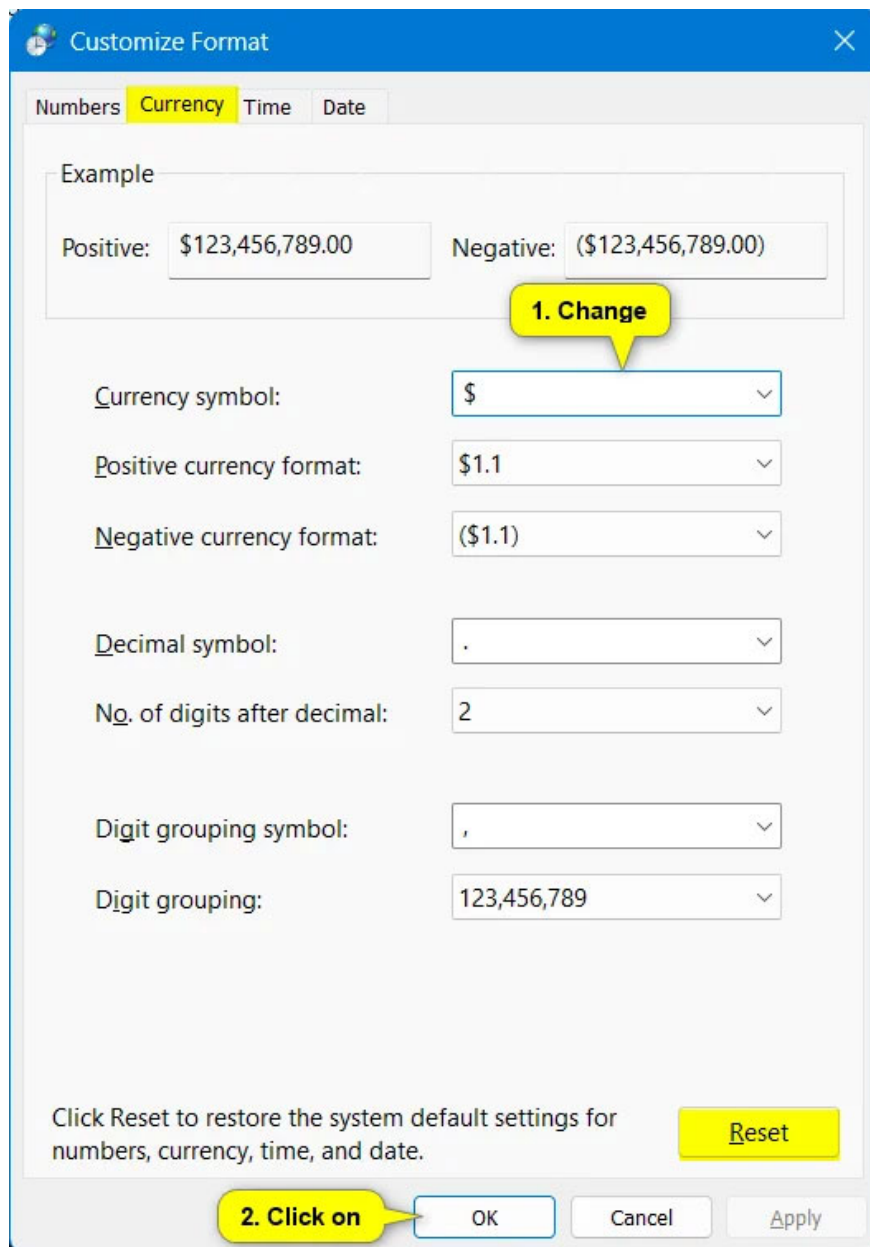 Customize Format
Numbers Currency Time Date
Example
Positive: $123,456,789.00 Negative: ($123,456,789.00)
1. Change
Currency symbol: $
Positive currency format: $1.1
Negative currency format: ($1.1)
Decimal symbol: .
No. of digits after decimal: 2
Digit grouping symbol: ,
Digit grouping: 123,456,789
Click Reset to restore the system default settings for
numbers, currency, time, and date.
Reset
2. Click on OK Cancel Apply